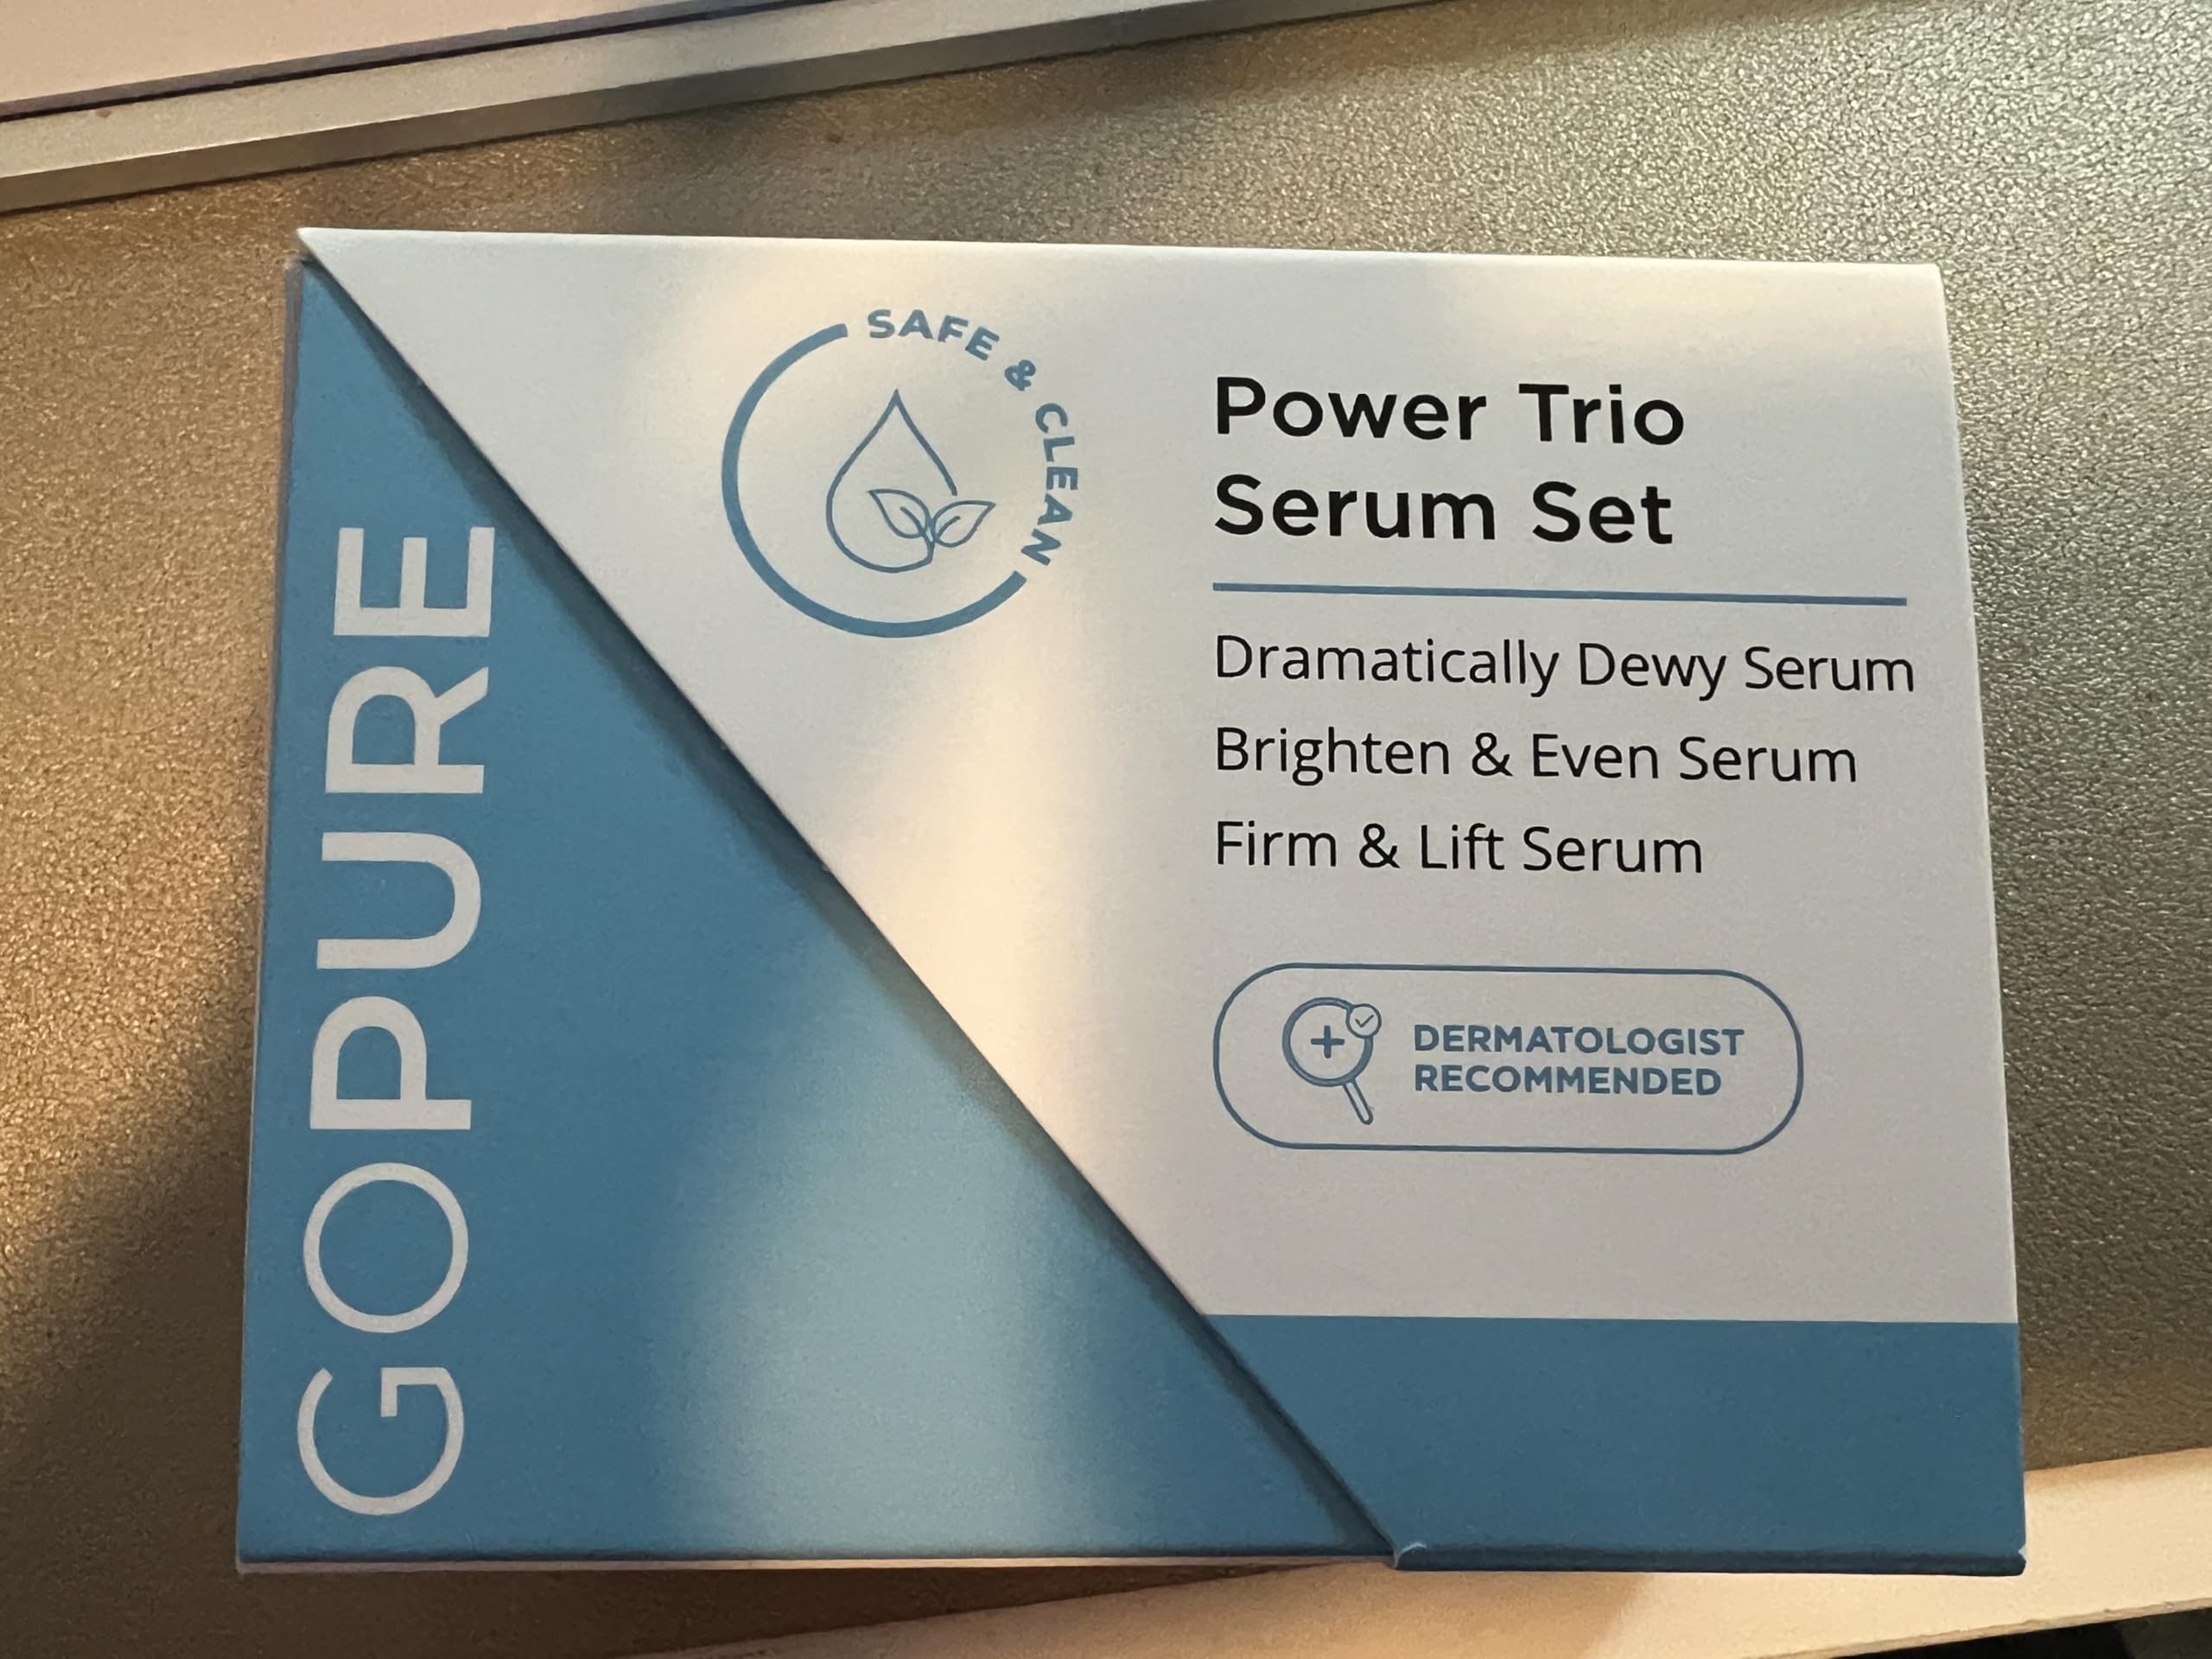 GOPURE
SAFE & CLEAN
Power Trio
Serum Set
Dramatically Dewy Serum
Brighten & Even Serum
Firm & Lift Serum
DERMATOLOGIST
RECOMMENDED